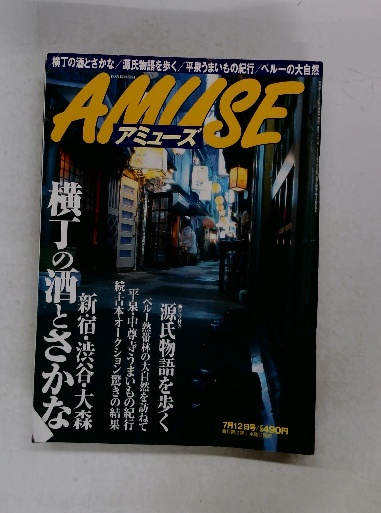 横丁の酒とさかな/源氏物語を歩く/平泉うまいもの紀行/ペルーの大自然
AMUSE
アミューズ
横丁の酒とさかな
新宿・渋谷・大森
源氏物語を歩く
ペルー熱帯林の大自然を訪ねて
平泉・中尊寺うまいもの紀行
続・古本オークション驚きの結果
7月12日号/490円